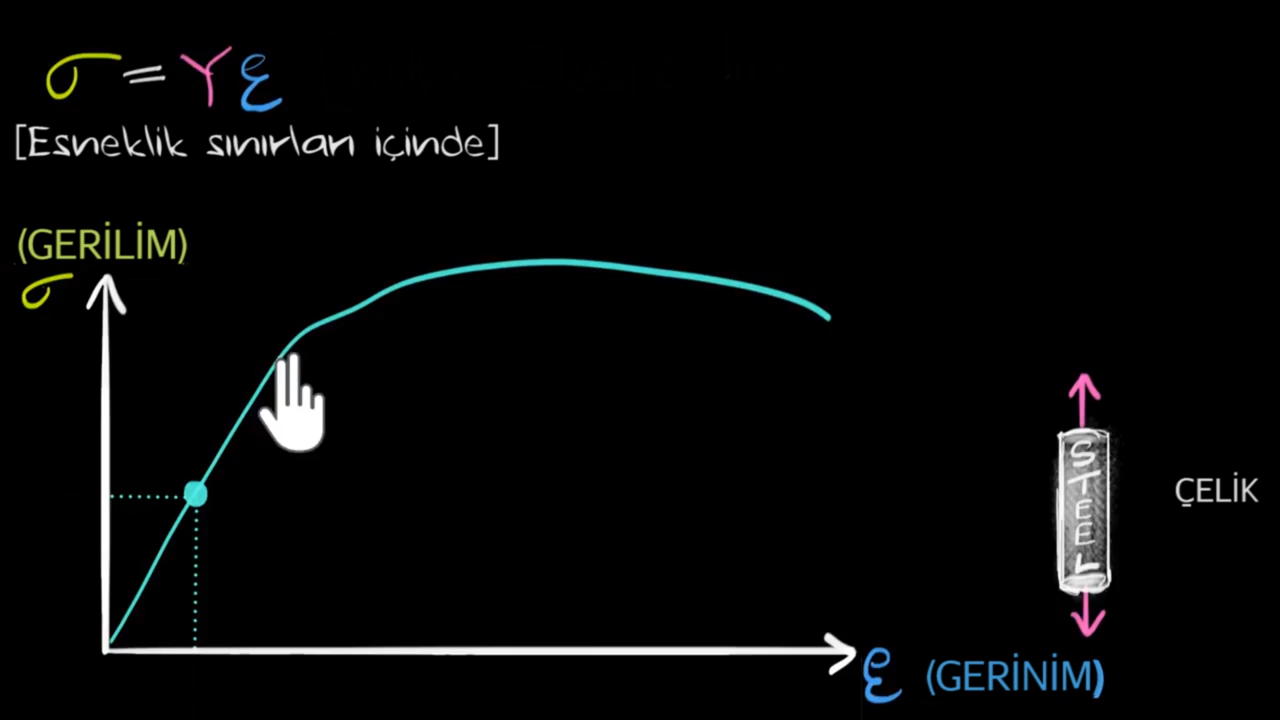 σ = Y ε
[Esneklik sınırları içinde]
(GERİLİM)
σ
STEEL
ÇELİK
ε (GERİNİM)